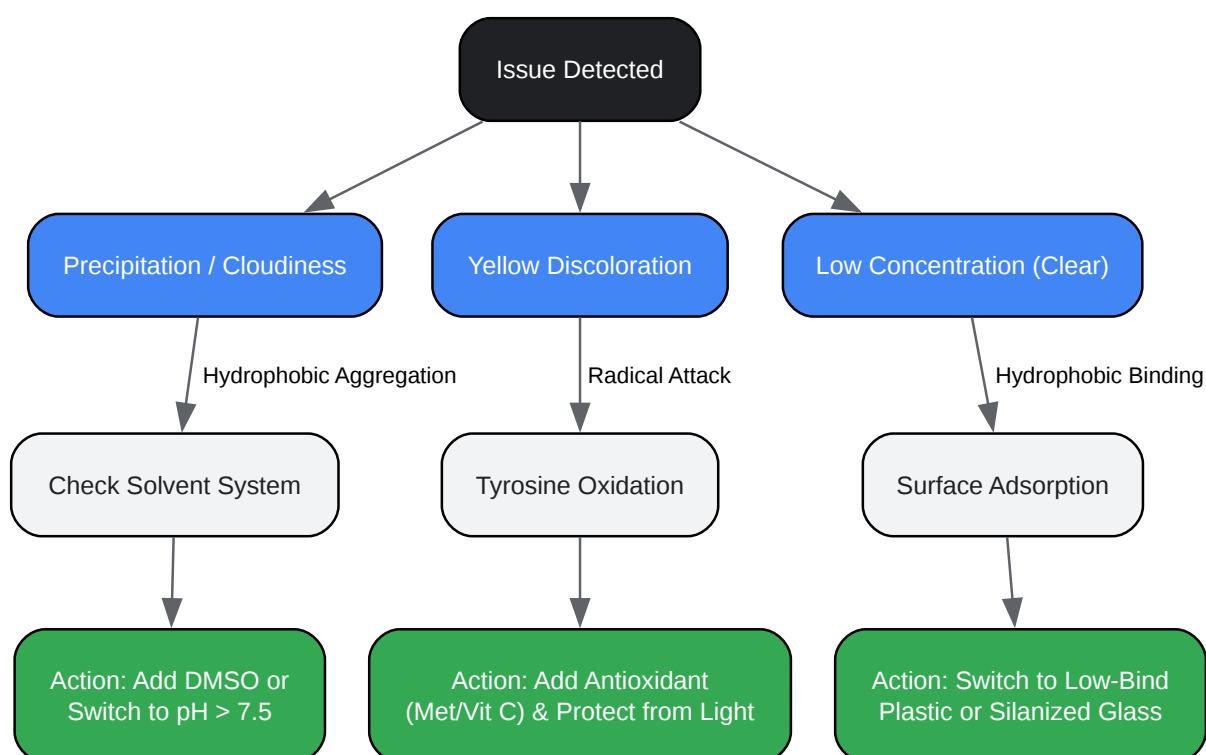 Issue Detected
Precipitation / Cloudiness
Yellow Discoloration
Low Concentration (Clear)
Hydrophobic Aggregation
Radical Attack
Hydrophobic Binding
Check Solvent System
Tyrosine Oxidation
Surface Adsorption
Action: Add DMSO or
Switch to pH > 7.5
Action: Add Antioxidant
(Met/Vit C) & Protect from Light
Action: Switch to Low-Bind
Plastic or Silanized Glass